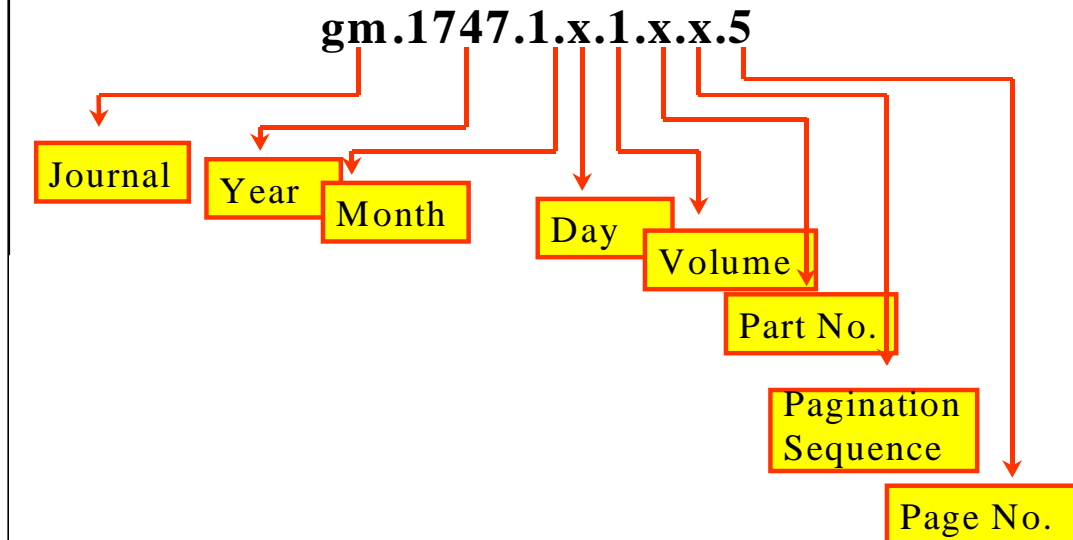 gm.1747.1.x.1.x.x.5
Journal
Year
Month
Day
Volume
Part No.
Pagination
Sequence
Page No.